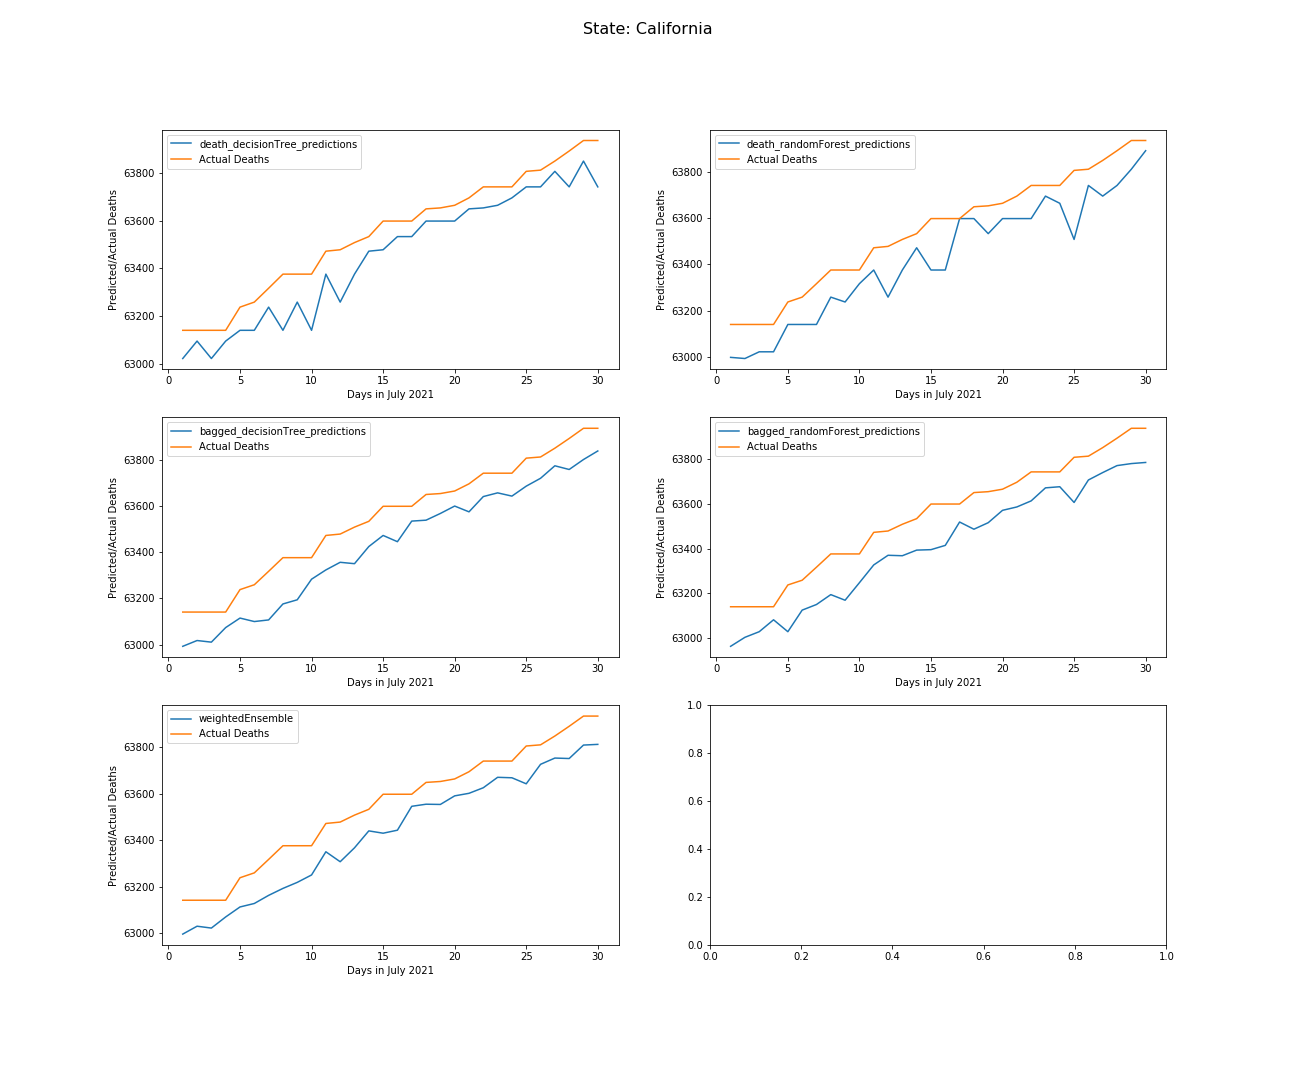 State: California
death_decisionTree_predictions
Actual Deaths
Predicted/Actual Deaths
63800
63600
63400
63200
63000
0 5 10 15 20 25 30
Days in July 2021
death_randomForest_predictions
Actual Deaths
Predicted/Actual Deaths
63800
63600
63400
63200
63000
0 5 10 15 20 25 30
Days in July 2021
bagged_decisionTree_predictions
Actual Deaths
Predicted/Actual Deaths
63800
63600
63400
63200
63000
0 5 10 15 20 25 30
Days in July 2021
bagged_randomForest_predictions
Actual Deaths
Predicted/Actual Deaths
63800
63600
63400
63200
63000
0 5 10 15 20 25 30
Days in July 2021
weightedEnsemble
Actual Deaths
Predicted/Actual Deaths
63800
63600
63400
63200
63000
0 5 10 15 20 25 30
Days in July 2021
1.0
0.8
0.6
0.4
0.2
0.0
0.0 0.2 0.4 0.6 0.8 1.0